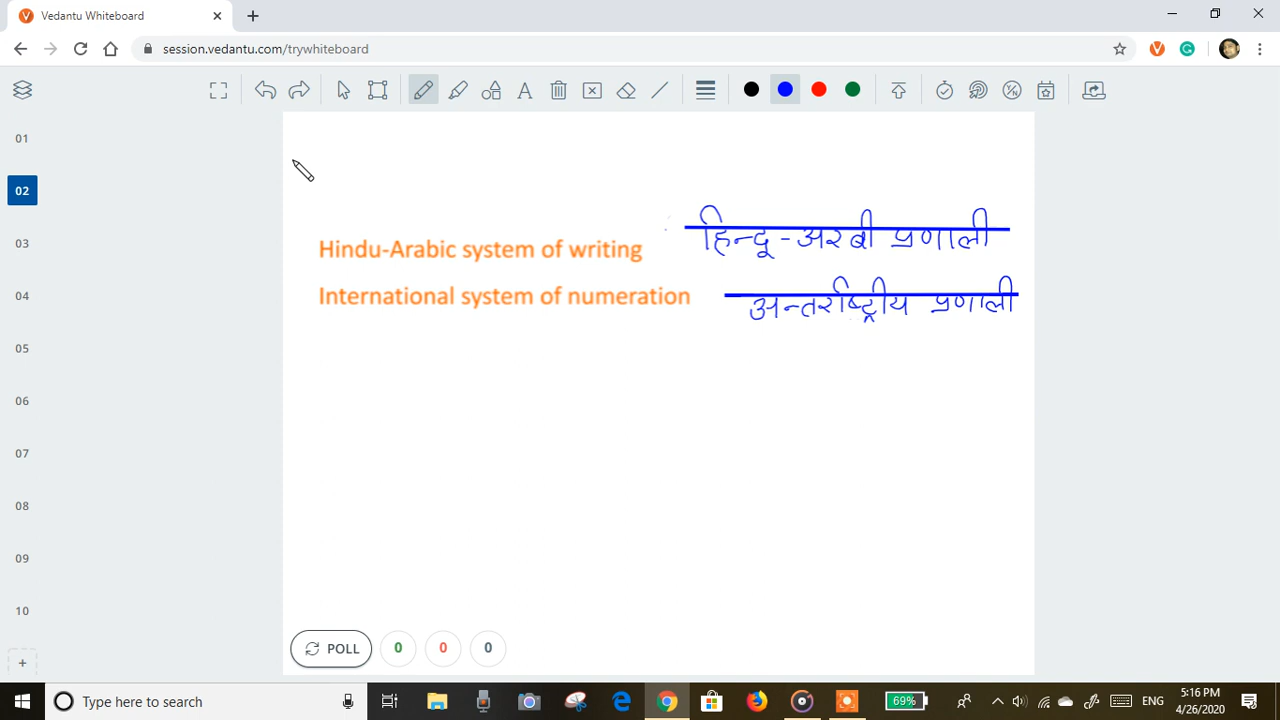 Vedantu Whiteboard
session.vedantu.com/trywhiteboard
01
02
03
04
05
06
07
08
09
10
Hindu-Arabic system of writing हिन्दू-अरबी प्रणाली
International system of numeration अन्तर्राष्ट्रीय प्रणाली
POLL 0 0 0
Type here to search
69%
ENG
5:16 PM
4/26/2020